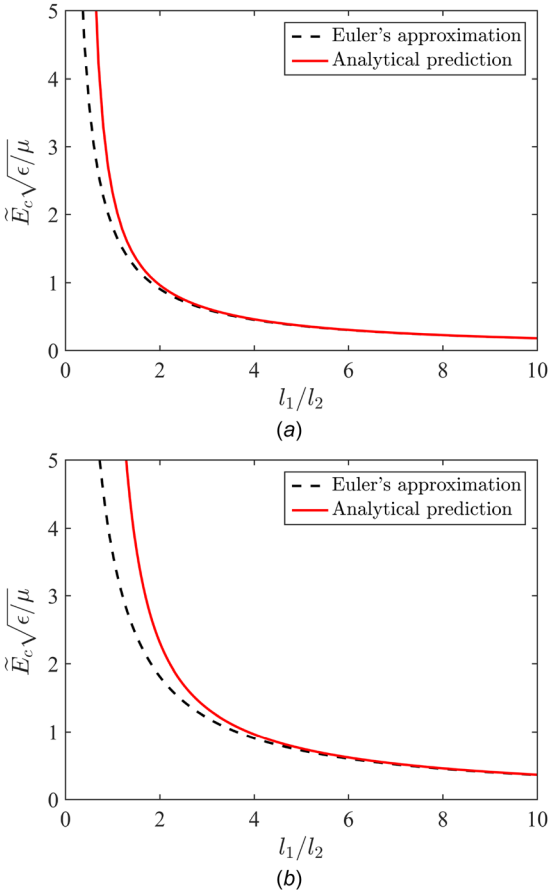 5
4
3
2
1
0
Ẽc√ϵ/μ
Euler's approximation
Analytical prediction
0 2 4 6 8 10
l1/l2
(a)
5
4
3
2
1
0
Ẽc√ϵ/μ
Euler's approximation
Analytical prediction
0 2 4 6 8 10
l1/l2
(b)